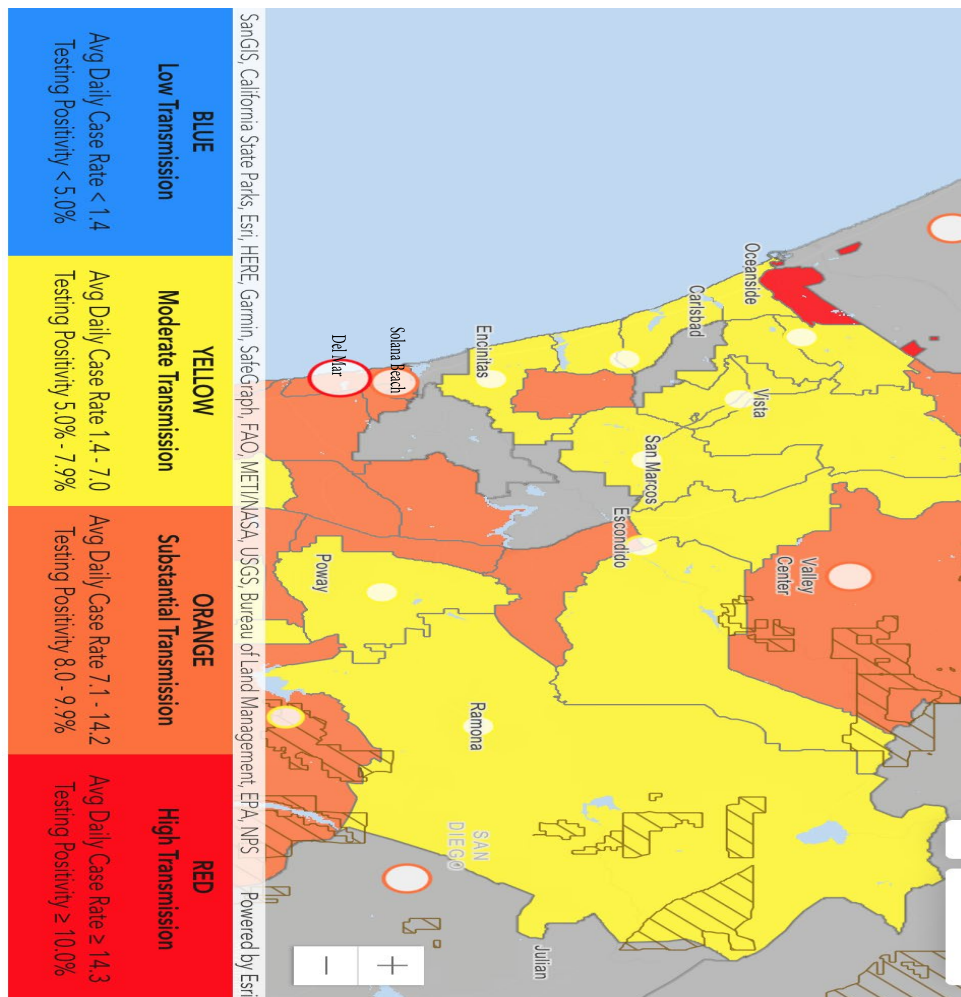 Oceanside
Carlsbad
Vista
San Marcos
Encinitas
Escondido
Valley
Center
Solana Beach
Del Mar
Poway
Ramona
SAN
DIEGO
Julian
+
−
SanGIS, California State Parks, Esri, HERE, Garmin, SafeGraph, FAO, METI/NASA, USGS, Bureau of Land Management, EPA, NPS
Powered by Esri
BLUE
Low Transmission
Avg Daily Case Rate < 1.4
Testing Positivity < 5.0%
YELLOW
Moderate Transmission
Avg Daily Case Rate 1.4 - 7.0
Testing Positivity 5.0% - 7.9%
ORANGE
Substantial Transmission
Avg Daily Case Rate 7.1 - 14.2
Testing Positivity 8.0 - 9.9%
RED
High Transmission
Avg Daily Case Rate ≥ 14.3
Testing Positivity ≥ 10.0%